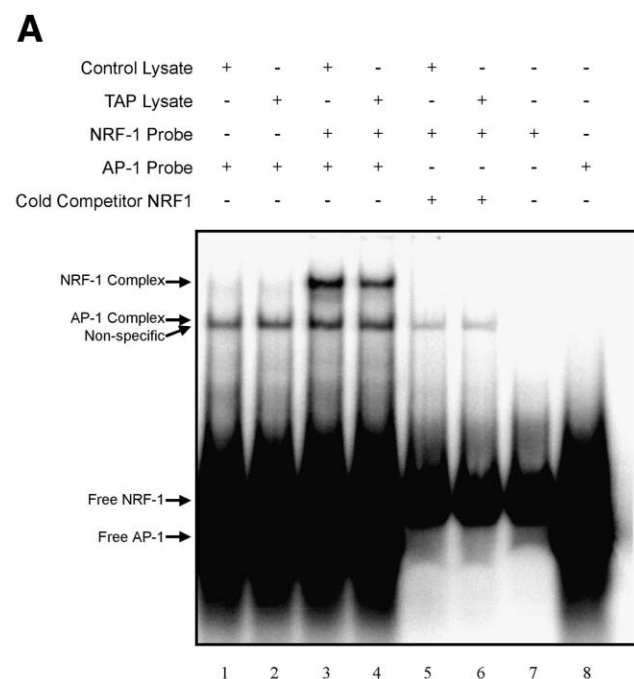 A
Control Lysate + - + - + - - -
TAP Lysate - + - + - + - -
NRF-1 Probe - - + + + + + -
AP-1 Probe + + + + - - - +
Cold Competitor NRF1 - - - - + + - -
NRF-1 Complex
AP-1 Complex
Non-specific
Free NRF-1
Free AP-1
1 2 3 4 5 6 7 8